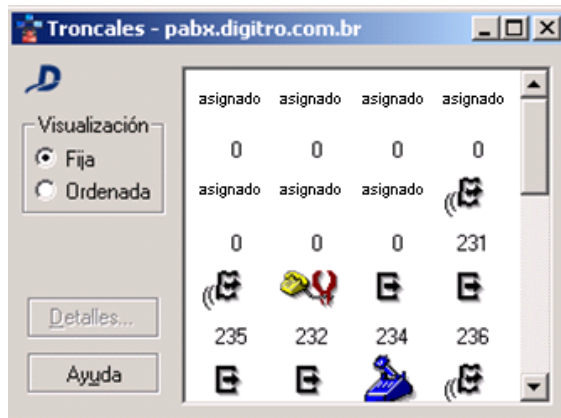 Troncales - pabx.digitro.com.br
Visualización
Fija
Ordenada
Detalles...
Ayuda
asignado asignado asignado asignado
0 0 0 0
asignado asignado asignado
0 0 0 231
235 232 234 236